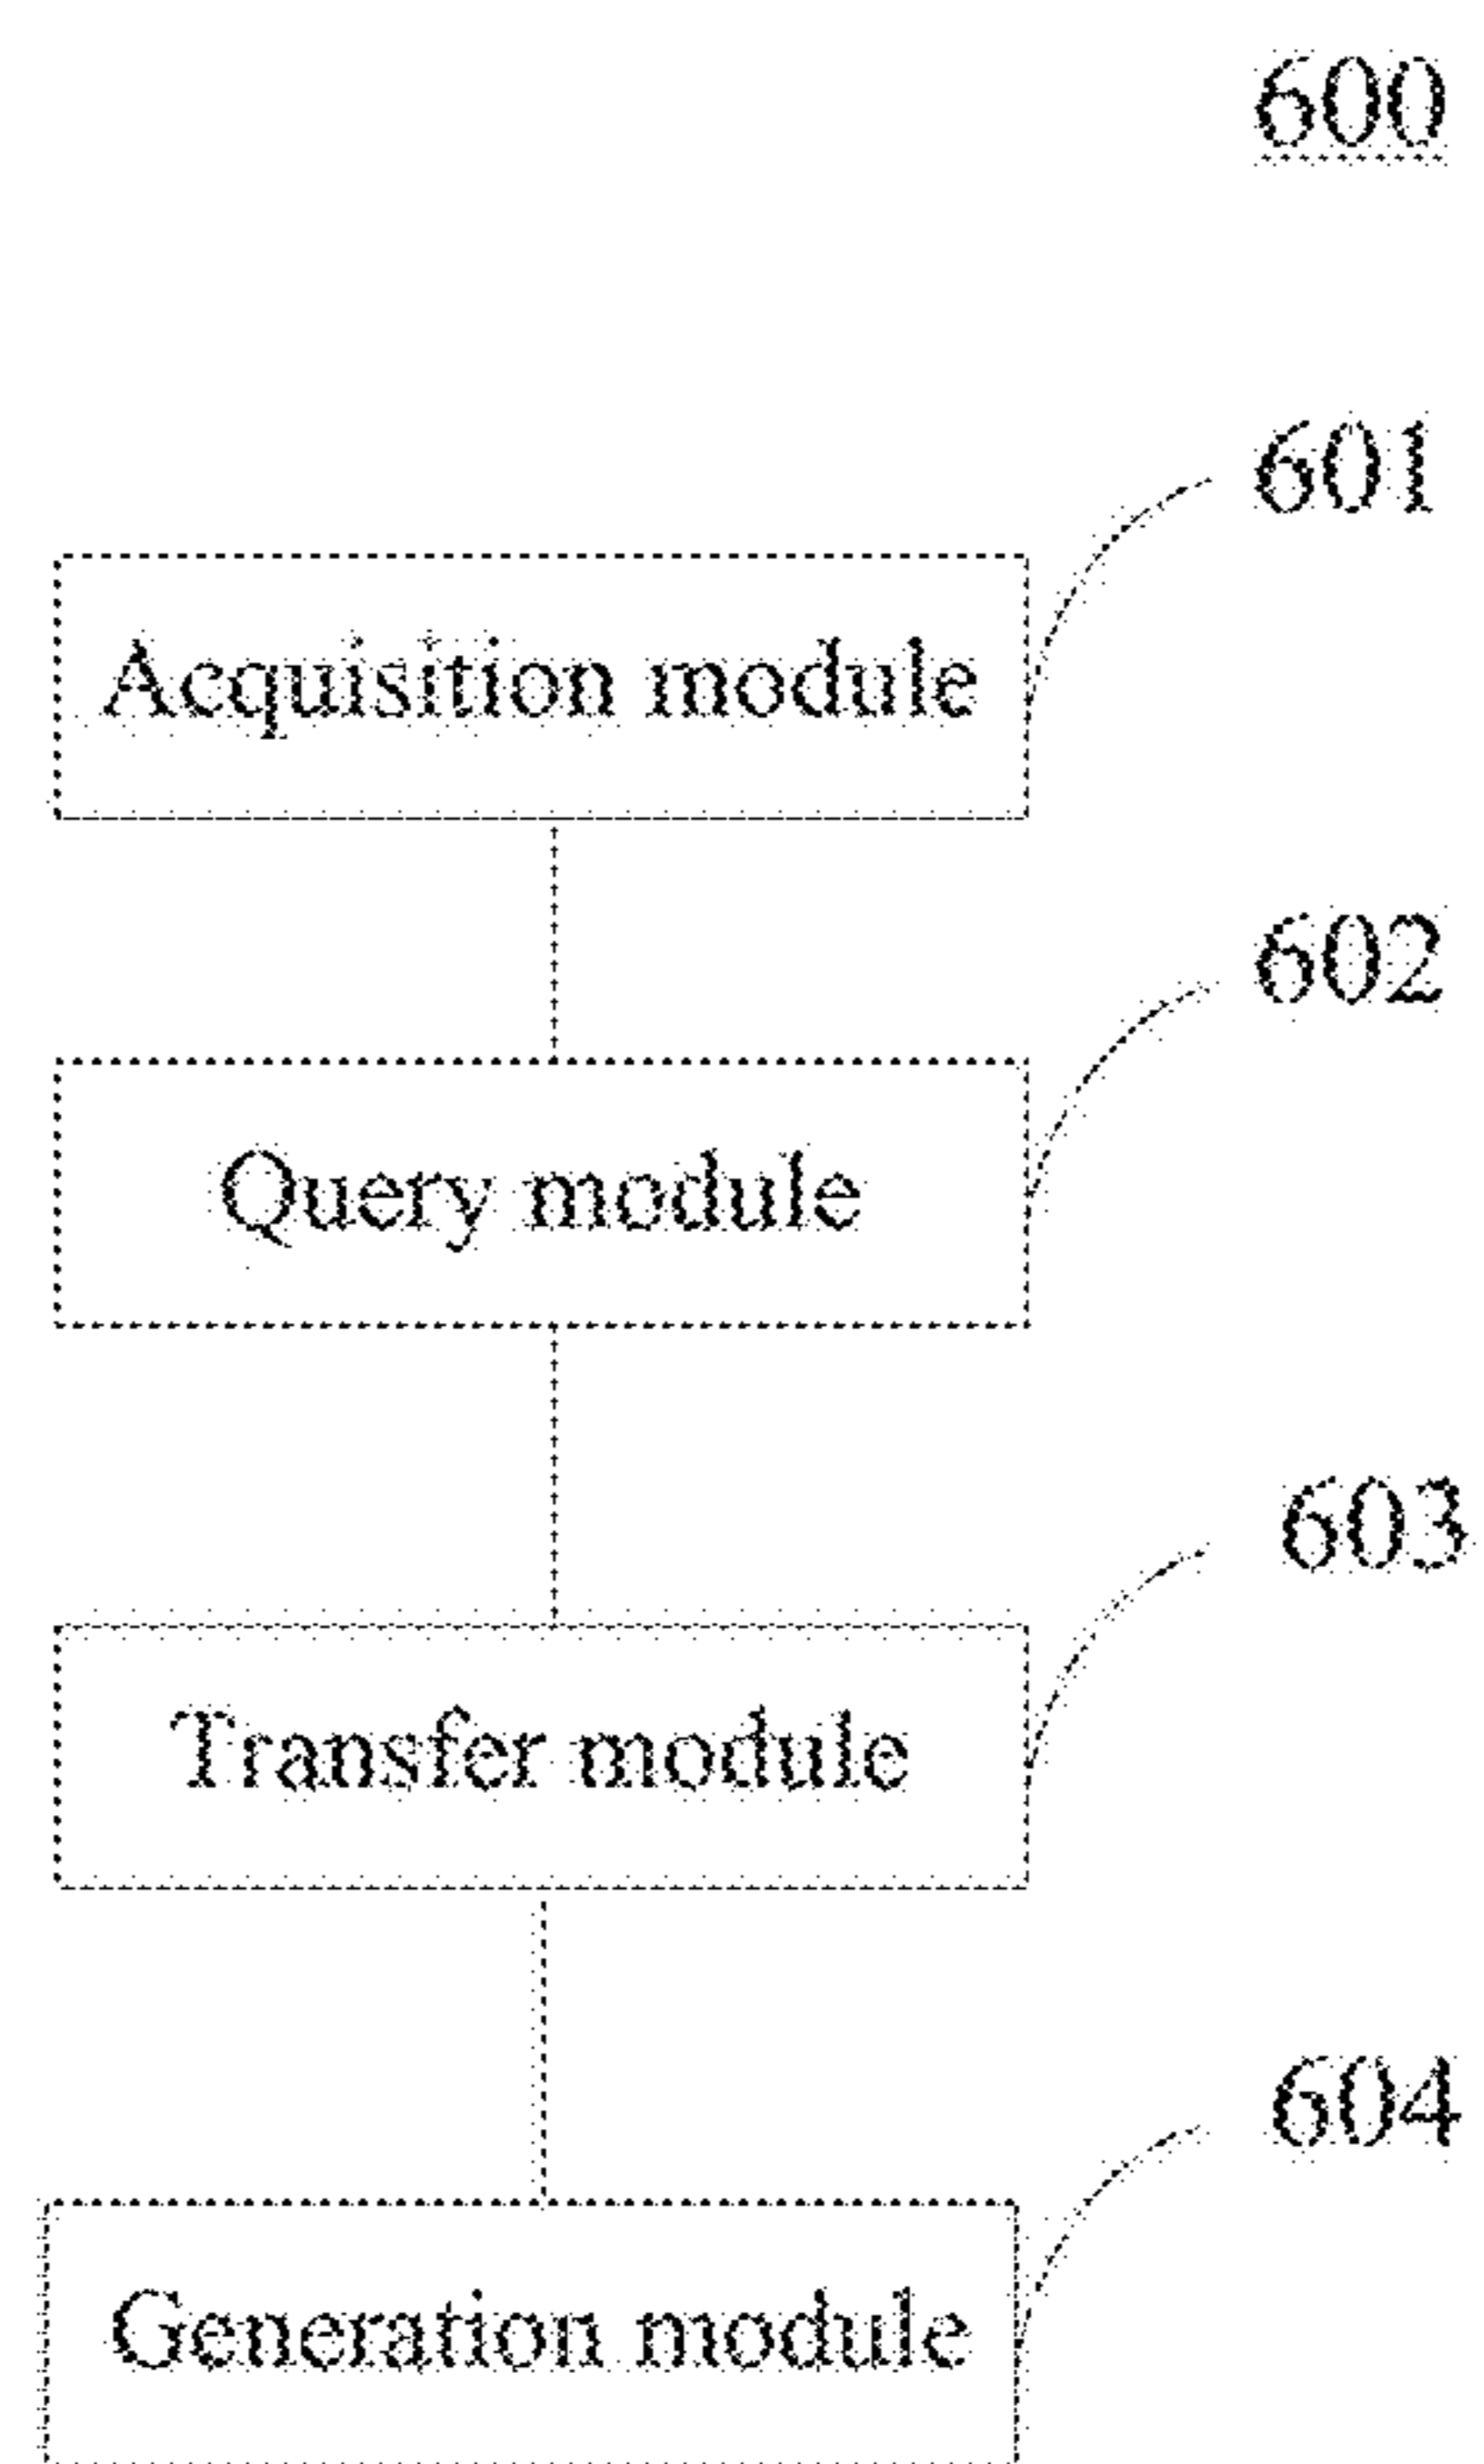 600
601
Acquisition module
602
Query module
603
Transfer module
604
Generation module